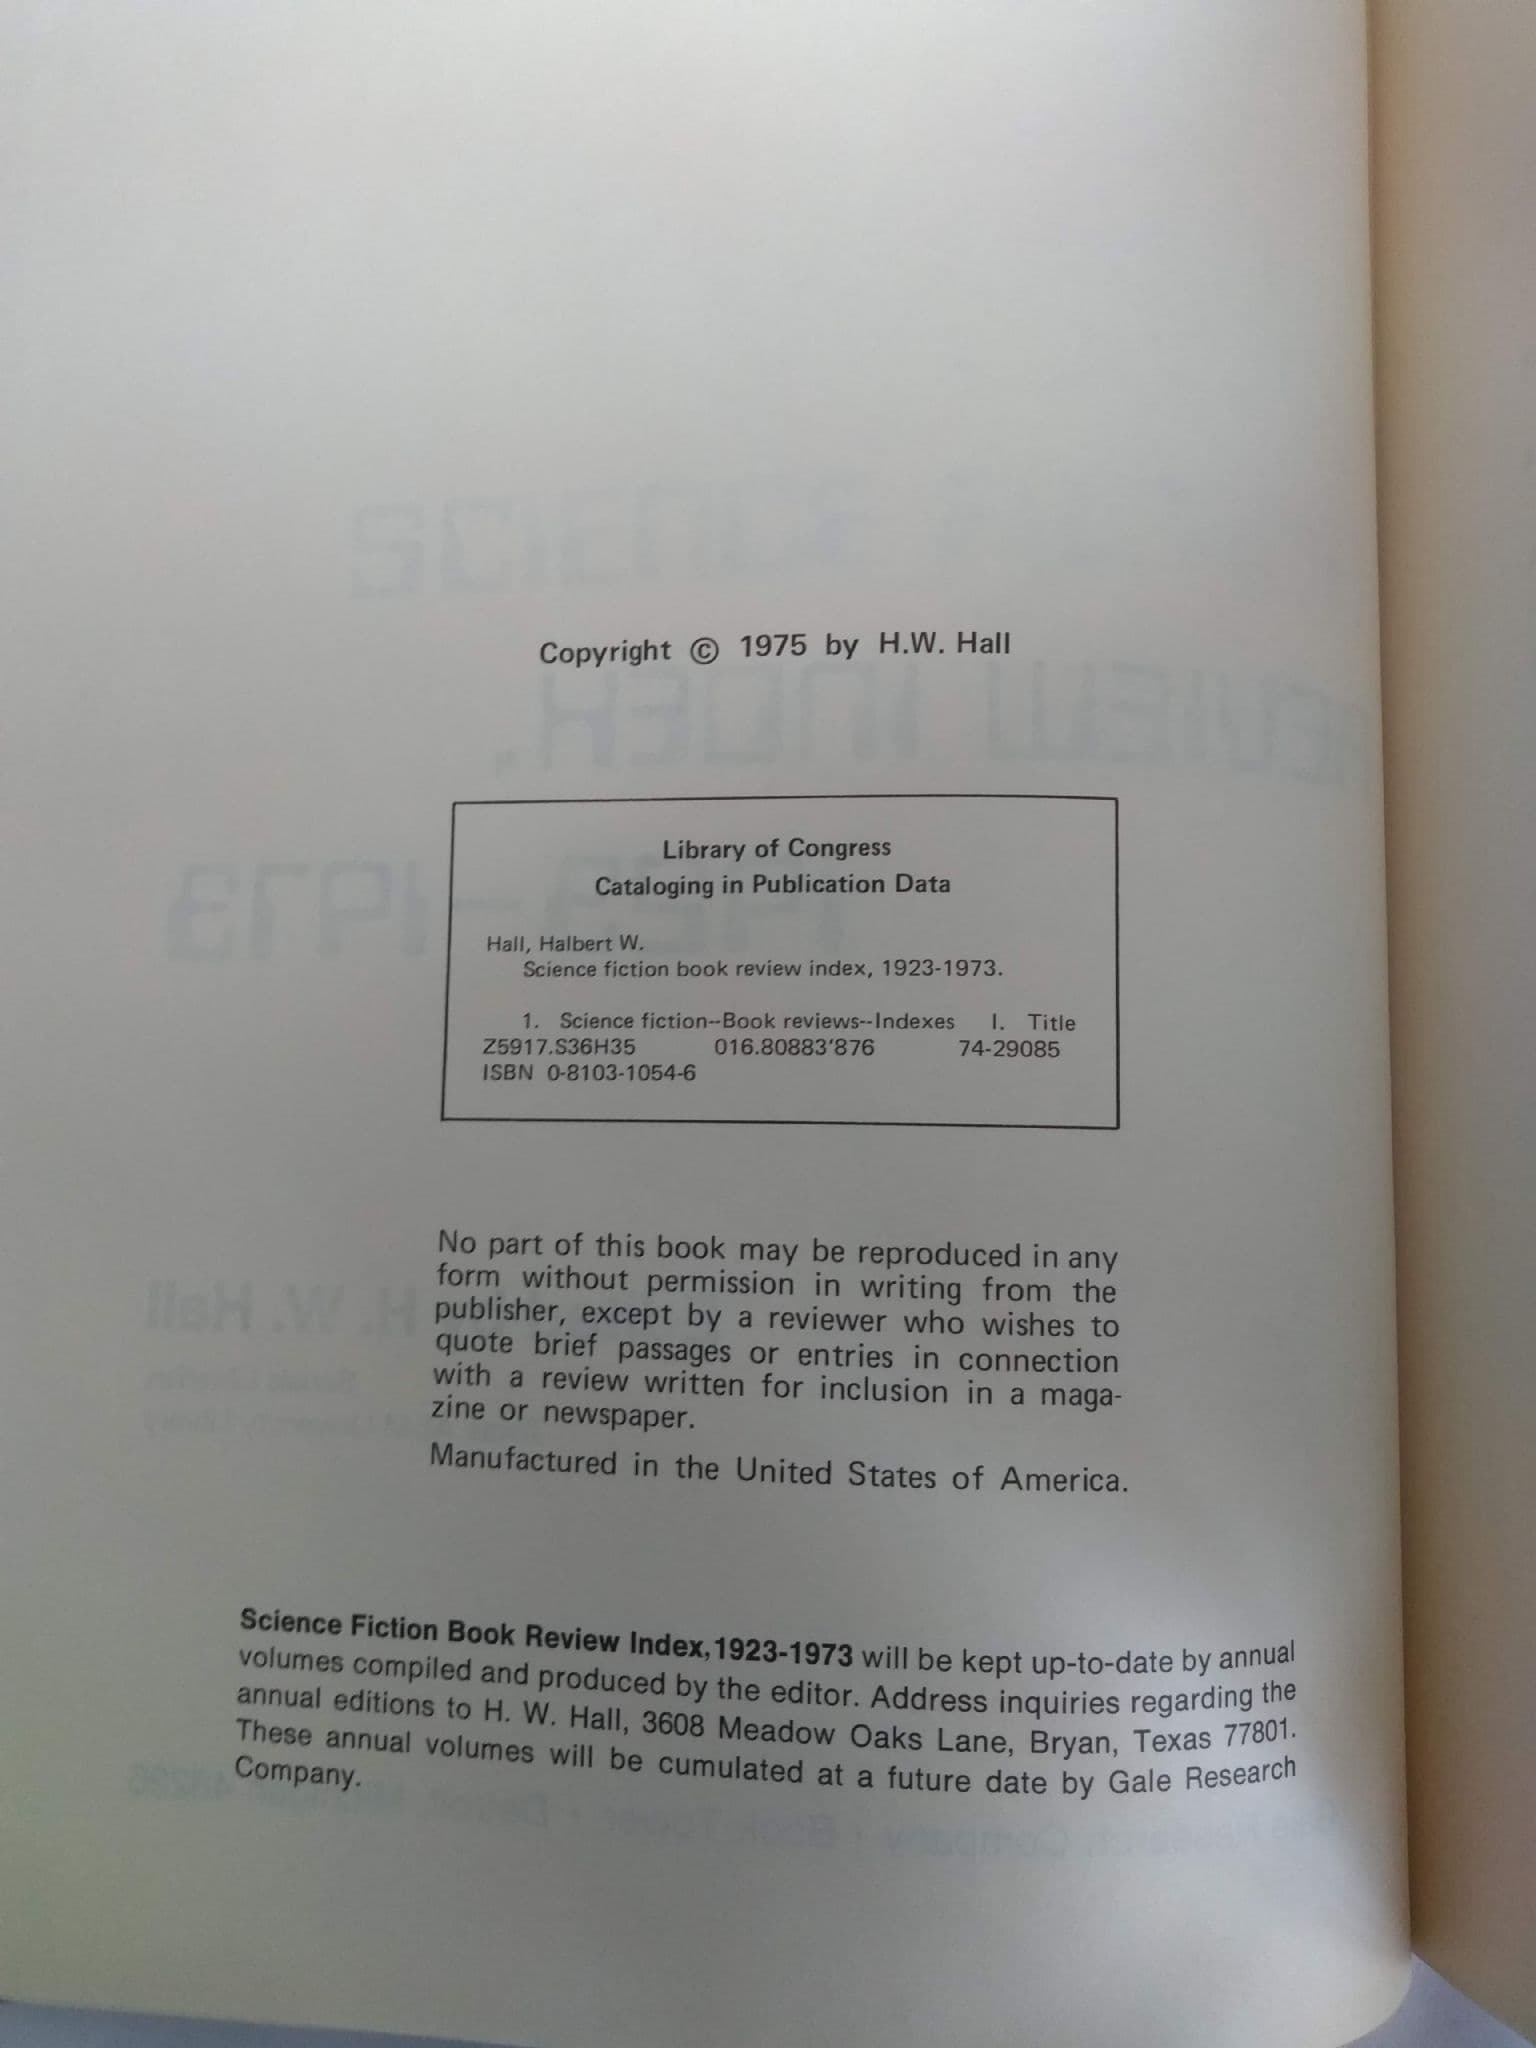 Copyright © 1975 by H.W. Hall
Library of Congress
Cataloging in Publication Data
Hall, Halbert W.
Science fiction book review index, 1923-1973.
1. Science fiction--Book reviews--Indexes I. Title
Z5917.S36H35 016.80883'876 74-29085
ISBN 0-8103-1054-6
No part of this book may be reproduced in any
form without permission in writing from the
publisher, except by a reviewer who wishes to
quote brief passages or entries in connection
with a review written for inclusion in a maga-
zine or newspaper.
Manufactured in the United States of America.
Science Fiction Book Review Index, 1923-1973 will be kept up-to-date by annual
volumes compiled and produced by the editor. Address inquiries regarding the
annual editions to H. W. Hall, 3608 Meadow Oaks Lane, Bryan, Texas 77801.
These annual volumes will be cumulated at a future date by Gale Research
Company.